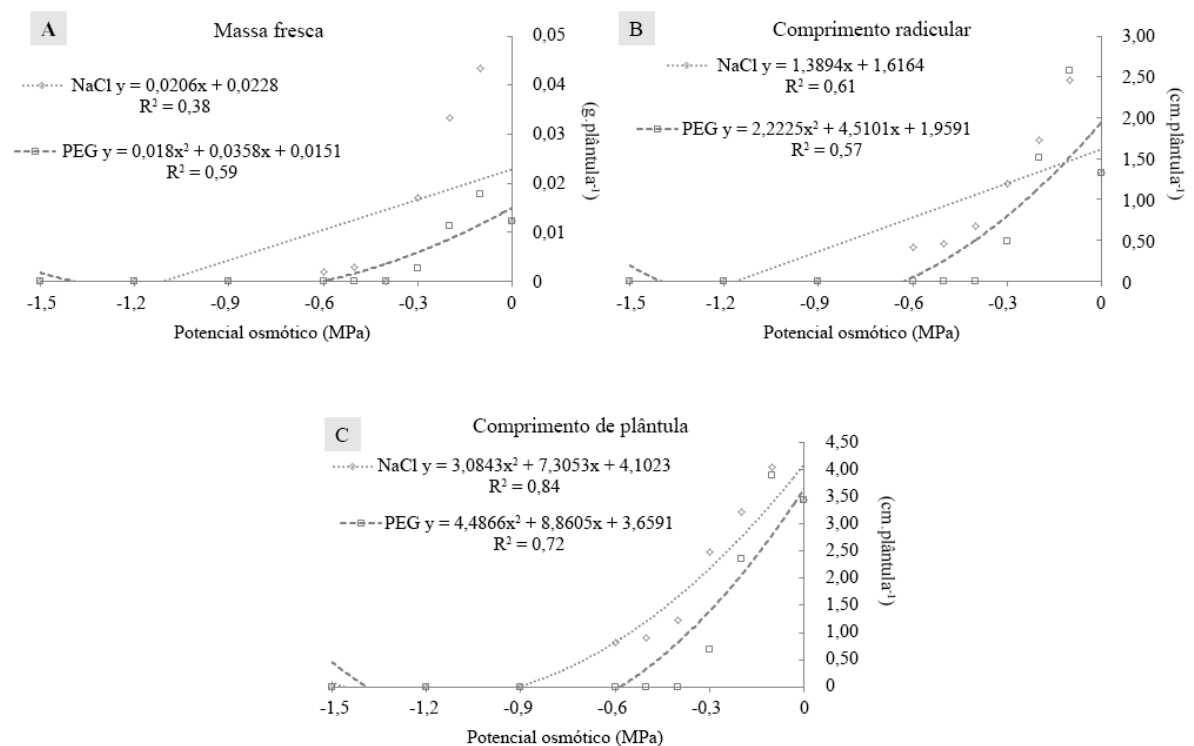 A
Massa fresca
NaCl y = 0,0206x + 0,0228
R² = 0,38
PEG y = 0,018x² + 0,0358x + 0,0151
R² = 0,59
0,05
0,04
0,03
0,02
0,01
0
(g.plântula⁻¹)
-1,5 -1,2 -0,9 -0,6 -0,3 0
Potencial osmótico (MPa)
B
Comprimento radicular
NaCl y = 1,3894x + 1,6164
R² = 0,61
PEG y = 2,2225x² + 4,5101x + 1,9591
R² = 0,57
3,00
2,50
2,00
1,50
1,00
0,50
0
(cm.plântula⁻¹)
-1,5 -1,2 -0,9 -0,6 -0,3 0
Potencial osmótico (MPa)
C
Comprimento de plântula
NaCl y = 3,0843x² + 7,3053x + 4,1023
R² = 0,84
PEG y = 4,4866x² + 8,8605x + 3,6591
R² = 0,72
4,50
4,00
3,50
3,00
2,50
2,00
1,50
1,00
0,50
0
(cm.plântula⁻¹)
-1,5 -1,2 -0,9 -0,6 -0,3 0
Potencial osmótico (MPa)